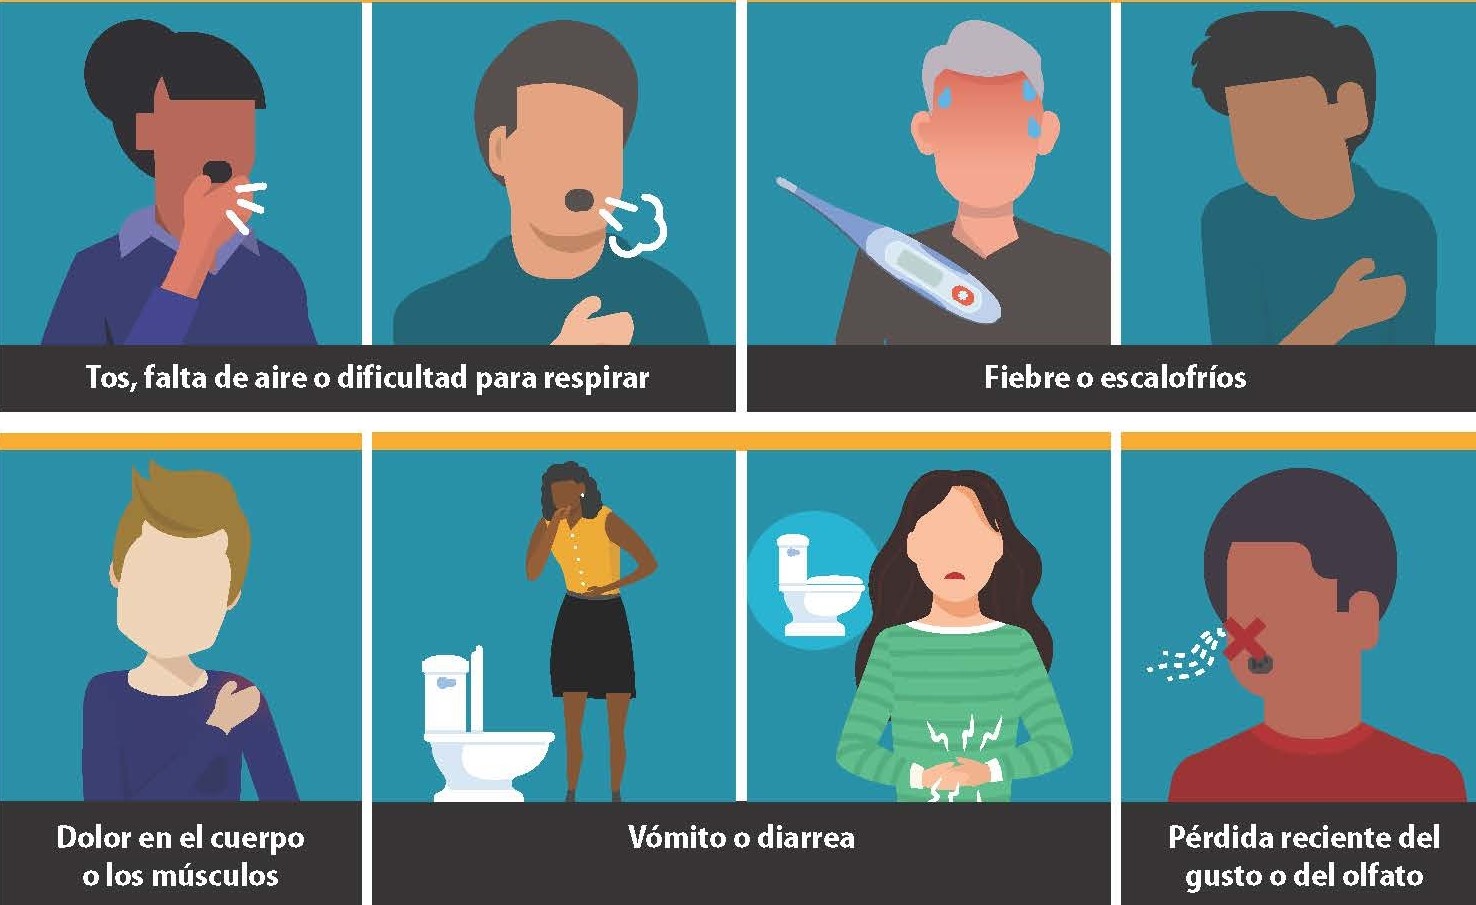 Tos, falta de aire o dificultad para respirar
Fiebre o escalofríos
Dolor en el cuerpo
o los músculos
Vómito o diarrea
Pérdida reciente del
gusto o del olfato